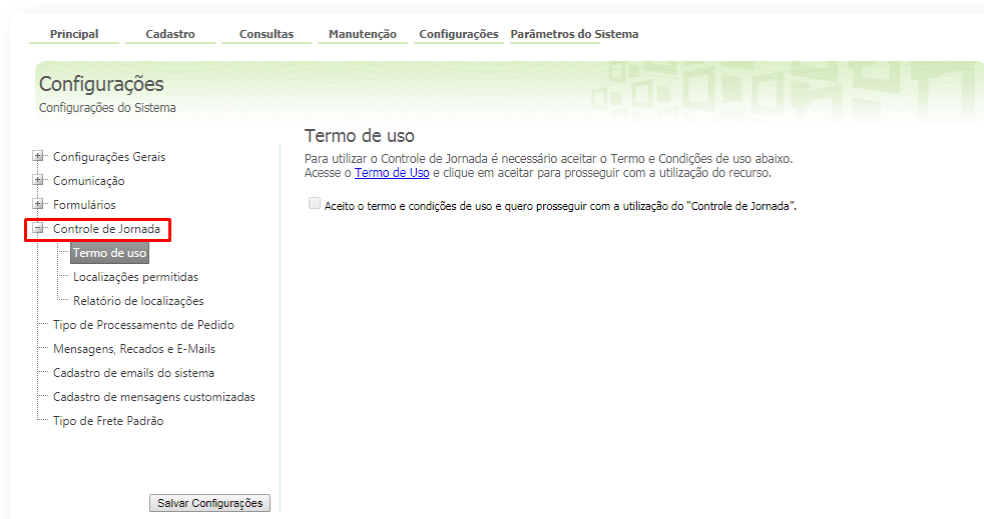 Principal Cadastro Consultas Manutenção Configurações Parâmetros do Sistema
Configurações
Configurações do Sistema
Configurações Gerais
Comunicação
Formulários
Controle de Jornada
Termo de uso
Localizações permitidas
Relatório de localizações
Tipo de Processamento de Pedido
Mensagens, Recados e E-Mails
Cadastro de emails do sistema
Cadastro de mensagens customizadas
Tipo de Frete Padrão
Salvar Configurações
Termo de uso
Para utilizar o Controle de Jornada é necessário aceitar o Termo e Condições de uso abaixo.
Acesse o Termo de Uso e clique em aceitar para prosseguir com a utilização do recurso.
Aceito o termo e condições de uso e quero prosseguir com a utilização do "Controle de Jornada".